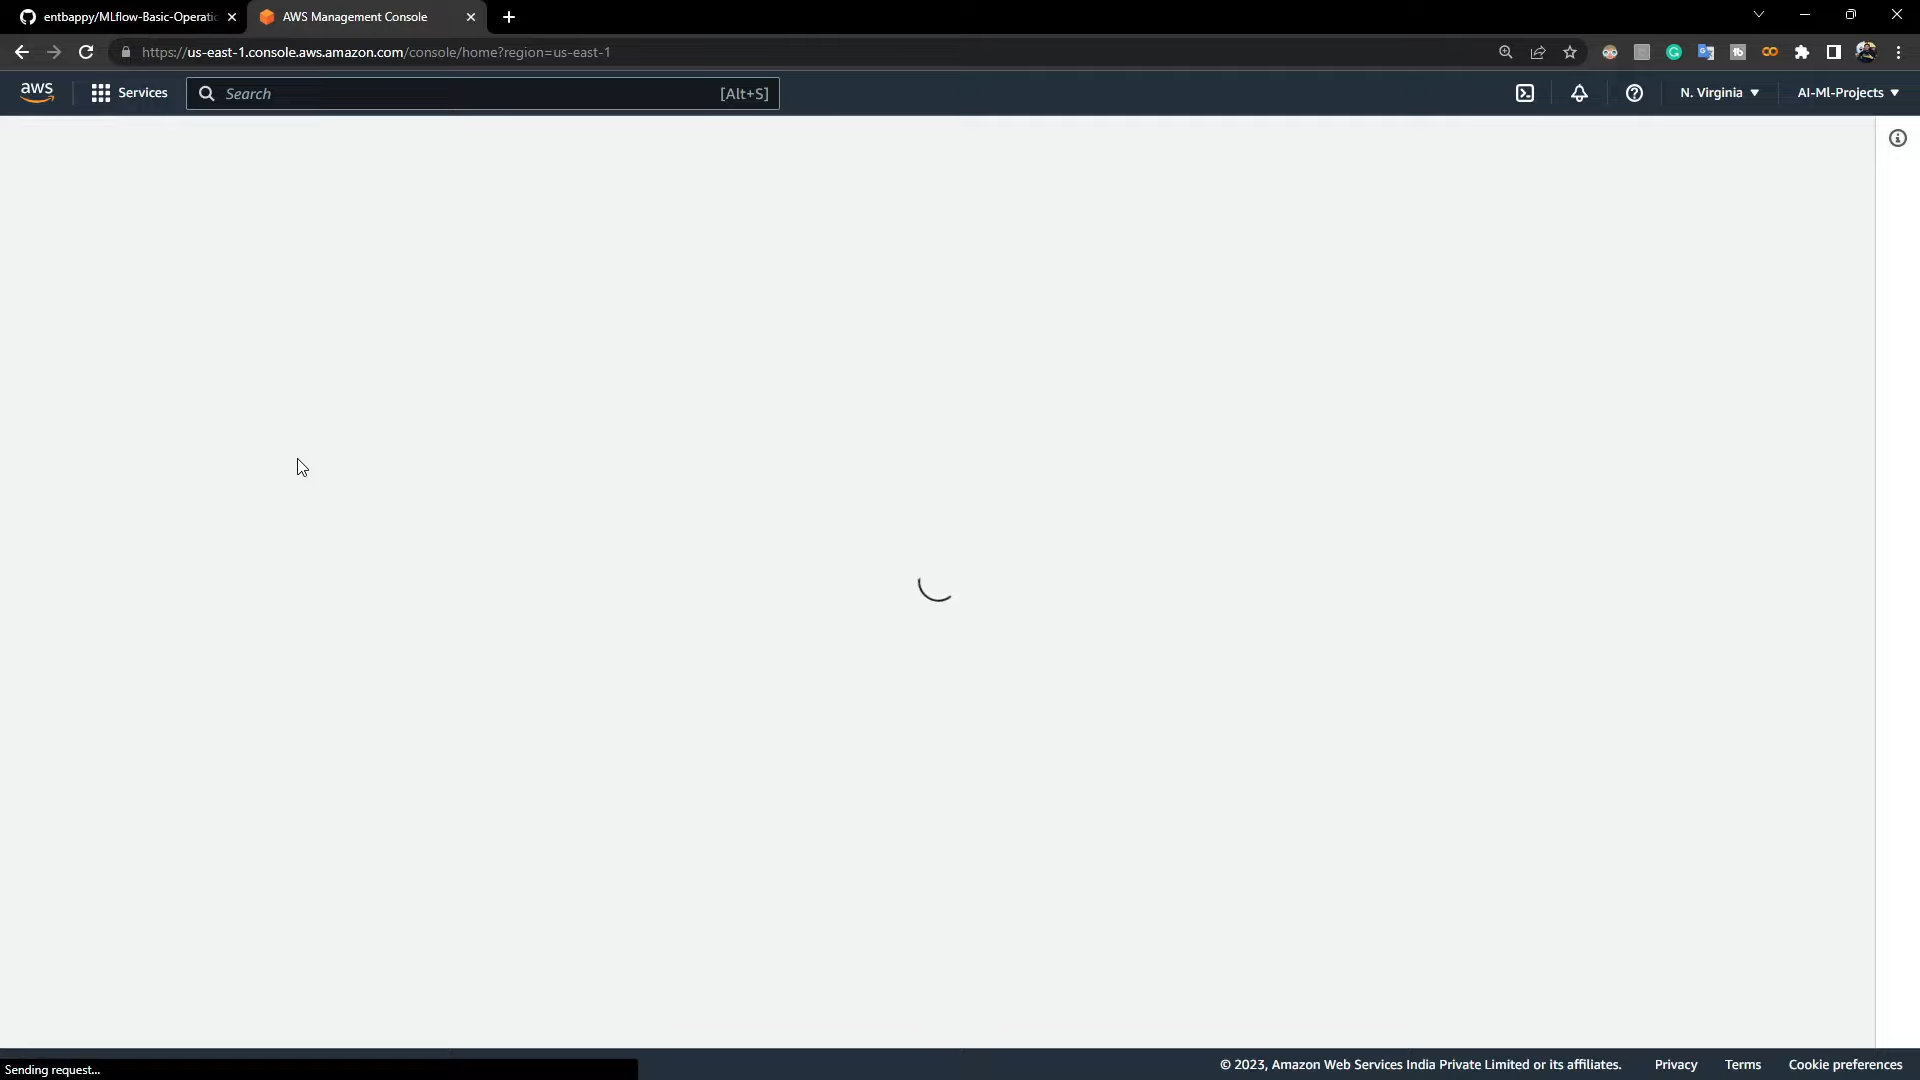 entbappy/MLflow-Basic-Operatic
AWS Management Console
https://us-east-1.console.aws.amazon.com/console/home?region=us-east-1
aws
Services
Search
[Alt+S]
N. Virginia
AI-Ml-Projects
Sending request...
© 2023, Amazon Web Services India Private Limited or its affiliates.
Privacy
Terms
Cookie preferences